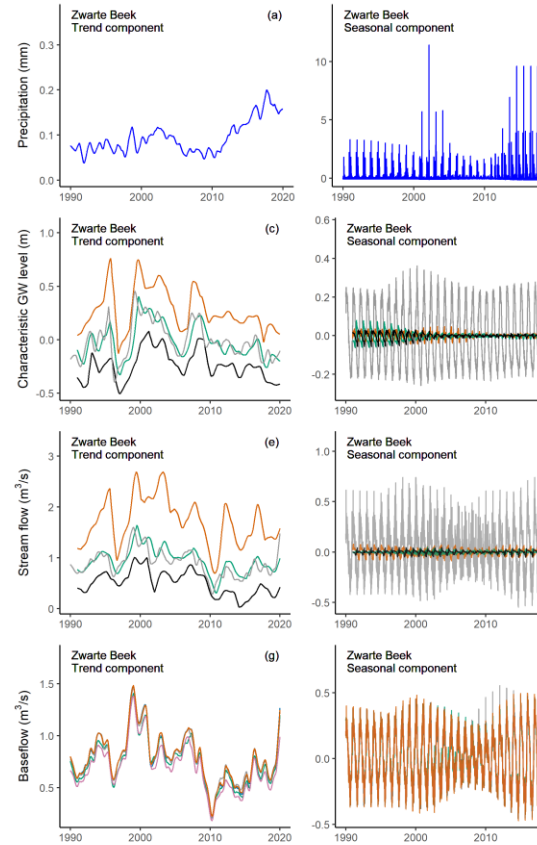 Zwarte Beek
Trend component
(a)
Precipitation (mm)
0.3
0.2
0.1
0.0
1990
2000
2010
2020
Zwarte Beek
Seasonal component
10
5
0
1990
2000
2010
Zwarte Beek
Trend component
(c)
Characteristic GW level (m)
1.0
0.5
0.0
-0.5
1990
2000
2010
2020
Zwarte Beek
Seasonal component
0.6
0.4
0.2
0.0
-0.2
1990
2000
2010
Zwarte Beek
Trend component
(e)
Stream flow (m³/s)
3
2
1
0
1990
2000
2010
2020
Zwarte Beek
Seasonal component
1.0
0.5
0.0
-0.5
1990
2000
2010
Zwarte Beek
Trend component
(g)
Baseflow (m³/s)
1.5
1.0
0.5
1990
2000
2010
2020
Zwarte Beek
Seasonal component
0.5
0.0
-0.5
1990
2000
2010